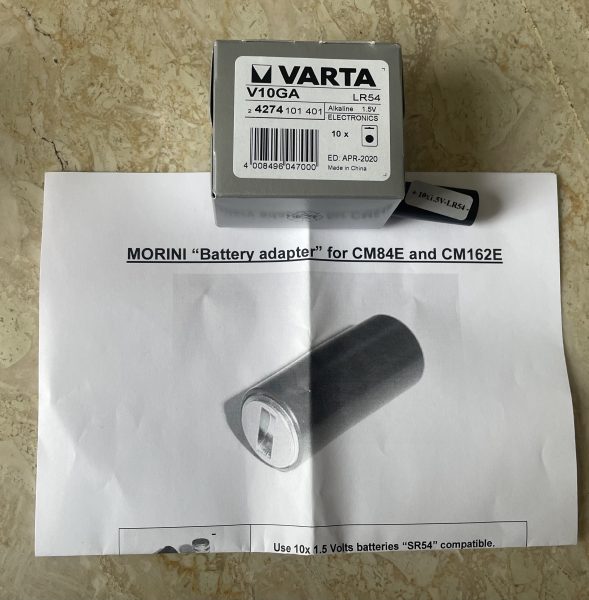 VARTA
V10GA
LR54
2 4274 101 401
Alkaline 1.5V
ELECTRONICS
10 x
4 008496 047000
ED: APR-2020
Made in China
+ 10x1.5V-LR54 -
MORINI “Battery adapter” for CM84E and CM162E
Use 10x 1.5 Volts batteries “SR54” compatible.